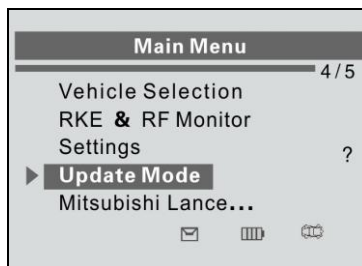 Main Menu
4/5
Vehicle Selection
RKE & RF Monitor
Settings
?
Update Mode
Mitsubishi Lance...